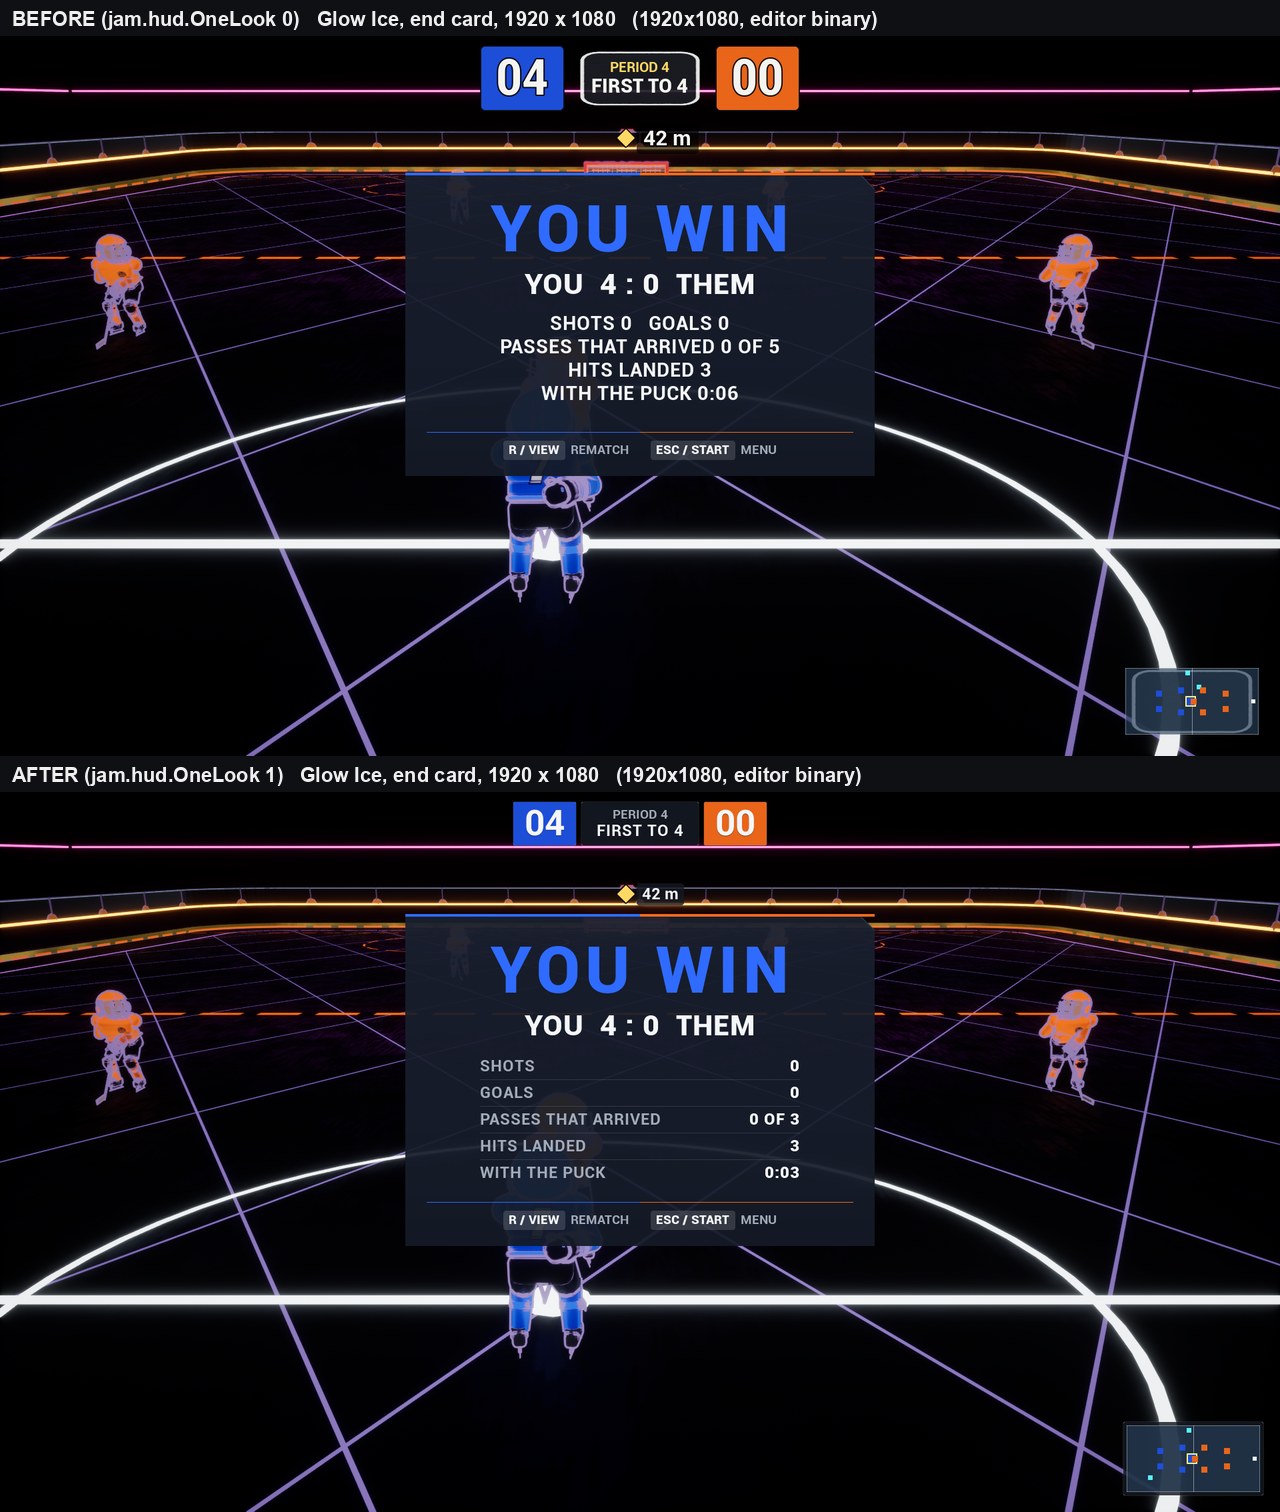 BEFORE (jam.hud.OneLook 0) Glow Ice, end card, 1920 x 1080 (1920x1080, editor binary)
04 PERIOD 4 00
FIRST TO 4
42 m
YOU WIN
YOU 4 : 0 THEM
SHOTS 0 GOALS 0
PASSES THAT ARRIVED 0 OF 5
HITS LANDED 3
WITH THE PUCK 0:06
R / VIEW REMATCH ESC / START MENU
AFTER (jam.hud.OneLook 1) Glow Ice, end card, 1920 x 1080 (1920x1080, editor binary)
04 PERIOD 4 00
FIRST TO 4
42 m
YOU WIN
YOU 4 : 0 THEM
SHOTS 0
GOALS 0
PASSES THAT ARRIVED 0 OF 3
HITS LANDED 3
WITH THE PUCK 0:03
R / VIEW REMATCH ESC / START MENU